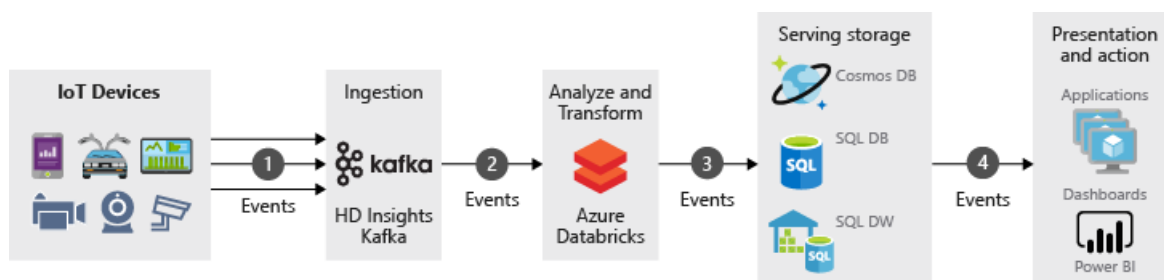 IoT Devices
1
Events
Ingestion
kafka
HD Insights
Kafka
2
Events
Analyze and
Transform
Azure
Databricks
3
Events
Serving storage
Cosmos DB
SQL DB
SQL
SQL DW
SQL
4
Events
Presentation
and action
Applications
Dashboards
Power BI